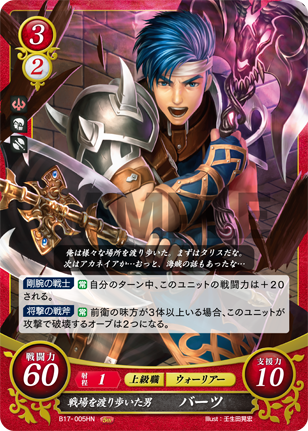 3
2
俺は様々な場所を渡り歩いた。まずはタリスだな。
次はアカネイアか…おっと、海賊の話もあったな…
剛腕の戦士 常 自分のターン中、このユニットの戦闘力は+20
される。
将撃の戦斧 常 前衛の味方が3体以上いる場合、このユニットが
攻撃で破壊するオーブは2つになる。
戦闘力
60
射程 1 上級職 ウォーリアー
支援力
10
戦場を渡り歩いた男 バーツ
B17-005HN
Illust：壬生田晃宏